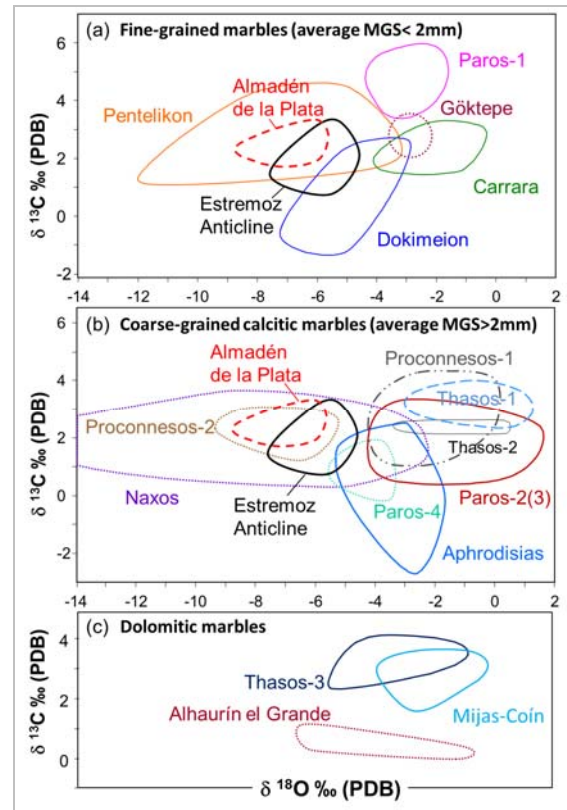 (a) Fine-grained marbles (average MGS< 2mm)
6
4
2
0
-2
δ ¹³C ‰ (PDB)
Paros-1
Almadén
de la Plata
Pentelikon
Göktepe
Carrara
Estremoz
Anticline
Dokimeion
-14 -12 -10 -8 -6 -4 -2 0 2
(b) Coarse-grained calcitic marbles (average MGS>2mm)
6
4
2
0
-2
δ ¹³C ‰ (PDB)
Almadén
de la Plata
Proconnesos-1
Thasos-1
Proconnesos-2
Thasos-2
Naxos
Estremoz
Anticline
Paros-4
Paros-2(3)
Aphrodisias
-14 -12 -10 -8 -6 -4 -2 0 2
(c) Dolomitic marbles
4
2
0
δ ¹³C ‰ (PDB)
Thasos-3
Mijas-Coín
Alhaurín el Grande
δ ¹⁸O ‰ (PDB)